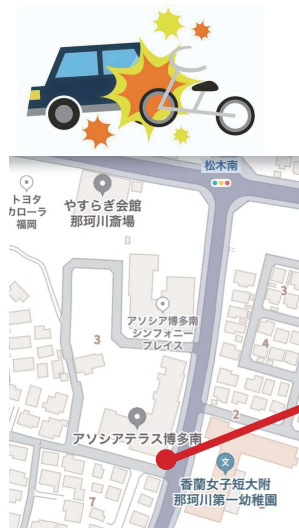 松木南
トヨタ
カローラ
福岡
やすらぎ会館
那珂川斎場
アソシア博多南
シンフォニー
プレイス
3
3
4
2
アソシアテラス博多南
文
香蘭女子短大附
那珂川第一幼稚園
7